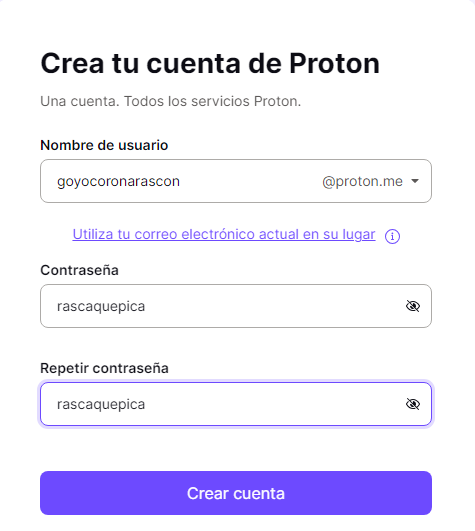 Crea tu cuenta de Proton
Una cuenta. Todos los servicios Proton.
Nombre de usuario
goyocoronarascon @proton.me
Utiliza tu correo electrónico actual en su lugar
Contraseña
rascaquepica
Repetir contraseña
rascaquepica
Crear cuenta